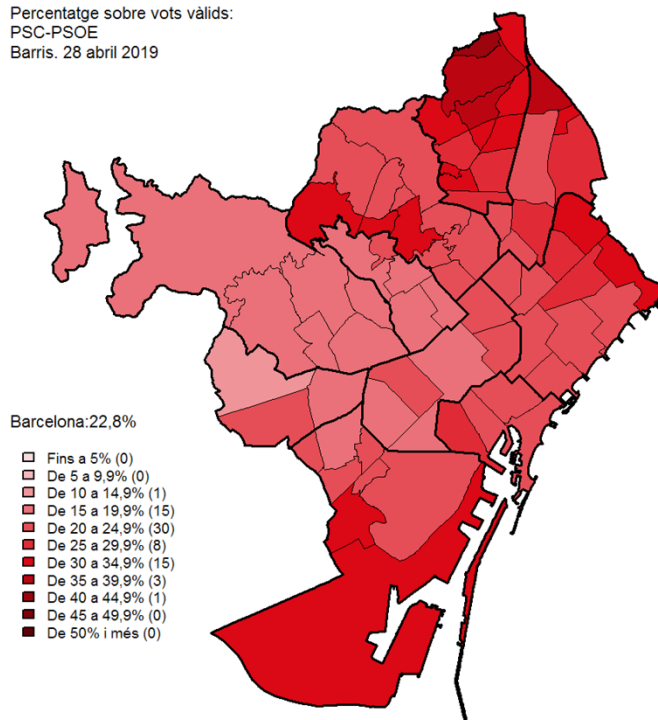 Percentatge sobre vots vàlids:
PSC-PSOE
Barris. 28 abril 2019
Barcelona:22,8%
Fins a 5% (0)
De 5 a 9,9% (0)
De 10 a 14,9% (1)
De 15 a 19,9% (15)
De 20 a 24,9% (30)
De 25 a 29,9% (8)
De 30 a 34,9% (15)
De 35 a 39,9% (3)
De 40 a 44,9% (1)
De 45 a 49,9% (0)
De 50% i més (0)